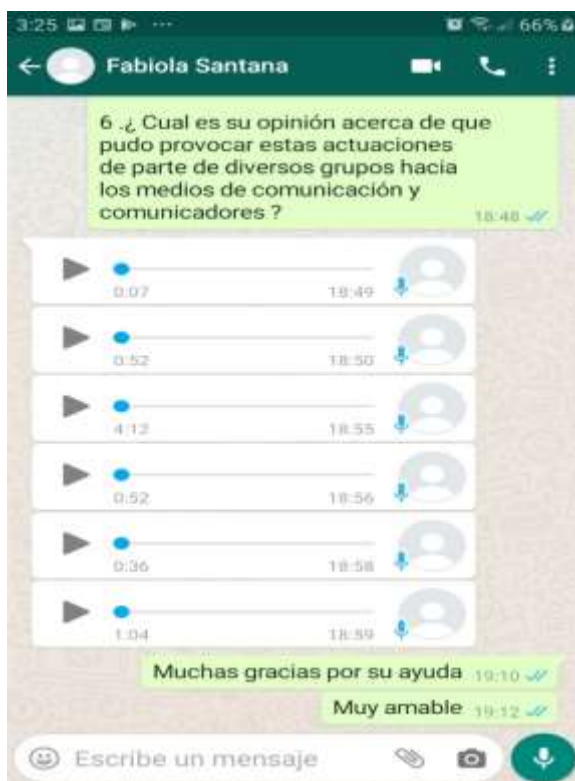 3:25 66%
Fabiola Santana
6 .¿ Cual es su opinión acerca de que
pudo provocar estas actuaciones
de parte de diversos grupos hacia
los medios de comunicación y
comunicadores ?
18:48
0:07 18:49
0:52 18:50
4:12 18:55
0:52 18:56
0:36 18:58
1:04 18:59
Muchas gracias por su ayuda 19:10
Muy amable 19:12
Escribe un mensaje